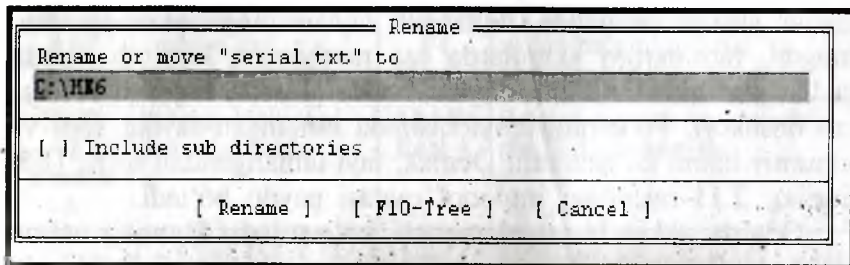 Rename
Rename or move "serial.txt" to
C:\MK6
[ ] Include sub directories
[ Rename ] [ F10-Tree ] [ Cancel ]